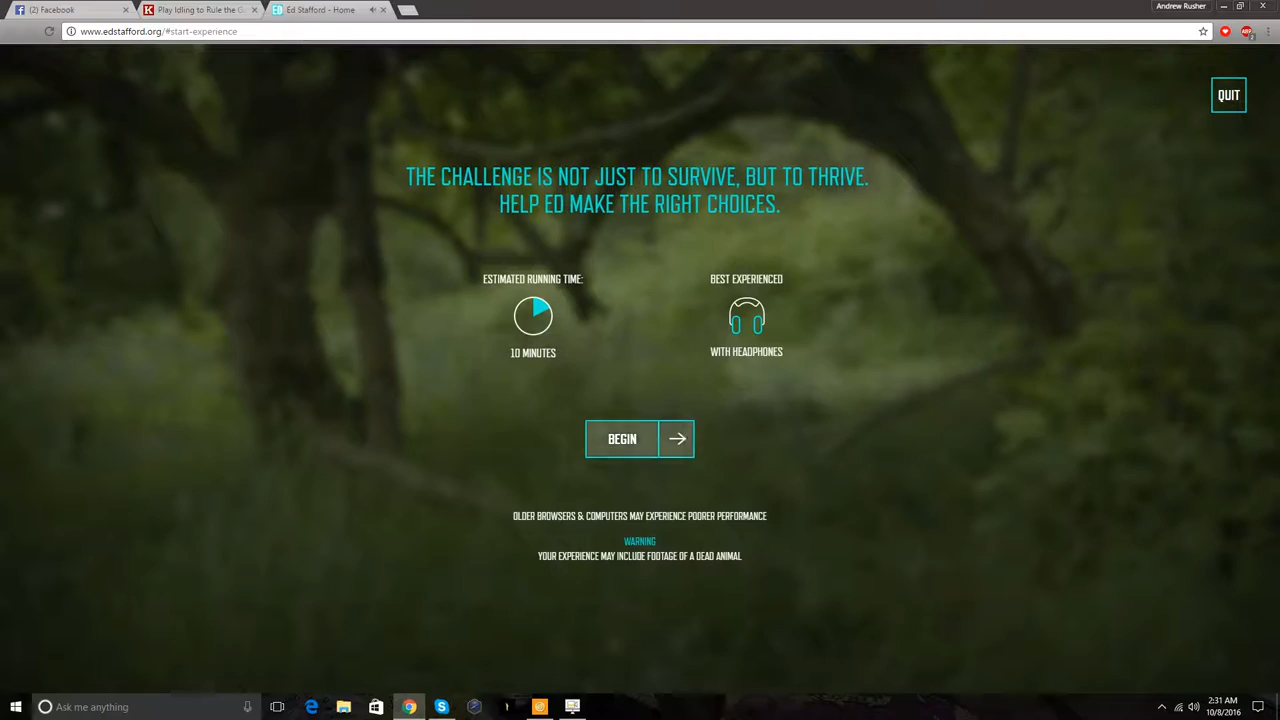 (2) Facebook
Play Idling to Rule the G
Ed Stafford - Home
Andrew Rusher
www.edstafford.org/#start-experience
QUIT
THE CHALLENGE IS NOT JUST TO SURVIVE, BUT TO THRIVE.
HELP ED MAKE THE RIGHT CHOICES.
ESTIMATED RUNNING TIME:
10 MINUTES
BEST EXPERIENCED
WITH HEADPHONES
BEGIN
OLDER BROWSERS & COMPUTERS MAY EXPERIENCE POORER PERFORMANCE
WARNING
YOUR EXPERIENCE MAY INCLUDE FOOTAGE OF A DEAD ANIMAL
Ask me anything
2:31 AM
10/8/2016